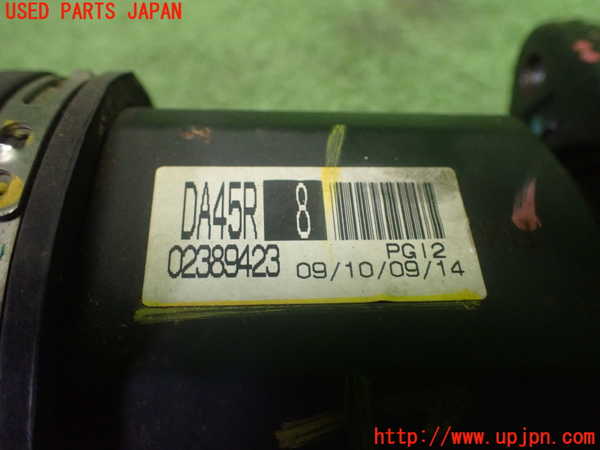 USED PARTS JAPAN
DA45R 8
PG12
02389423 09/10/09/14
http://www.upjpn.com/